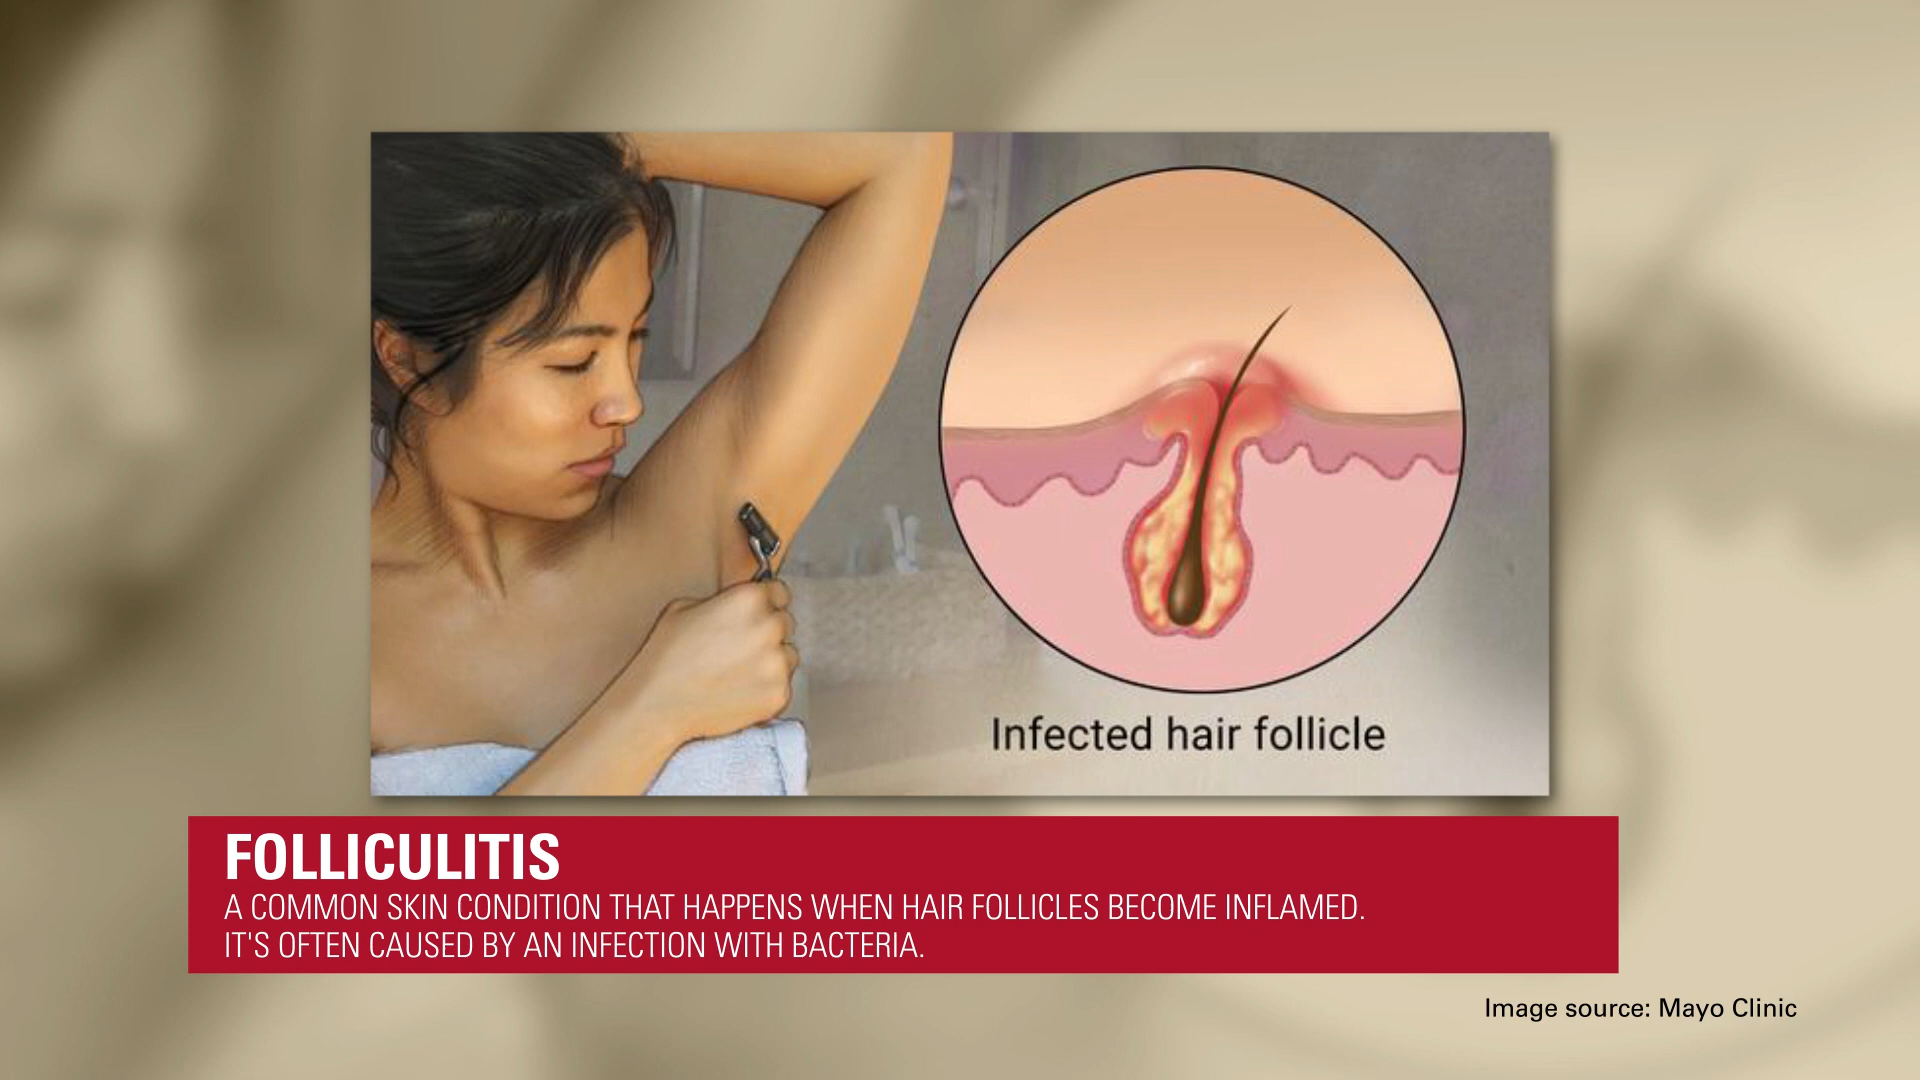 Infected hair follicle
FOLLICULITIS
A COMMON SKIN CONDITION THAT HAPPENS WHEN HAIR FOLLICLES BECOME INFLAMED.
IT'S OFTEN CAUSED BY AN INFECTION WITH BACTERIA.
Image source: Mayo Clinic